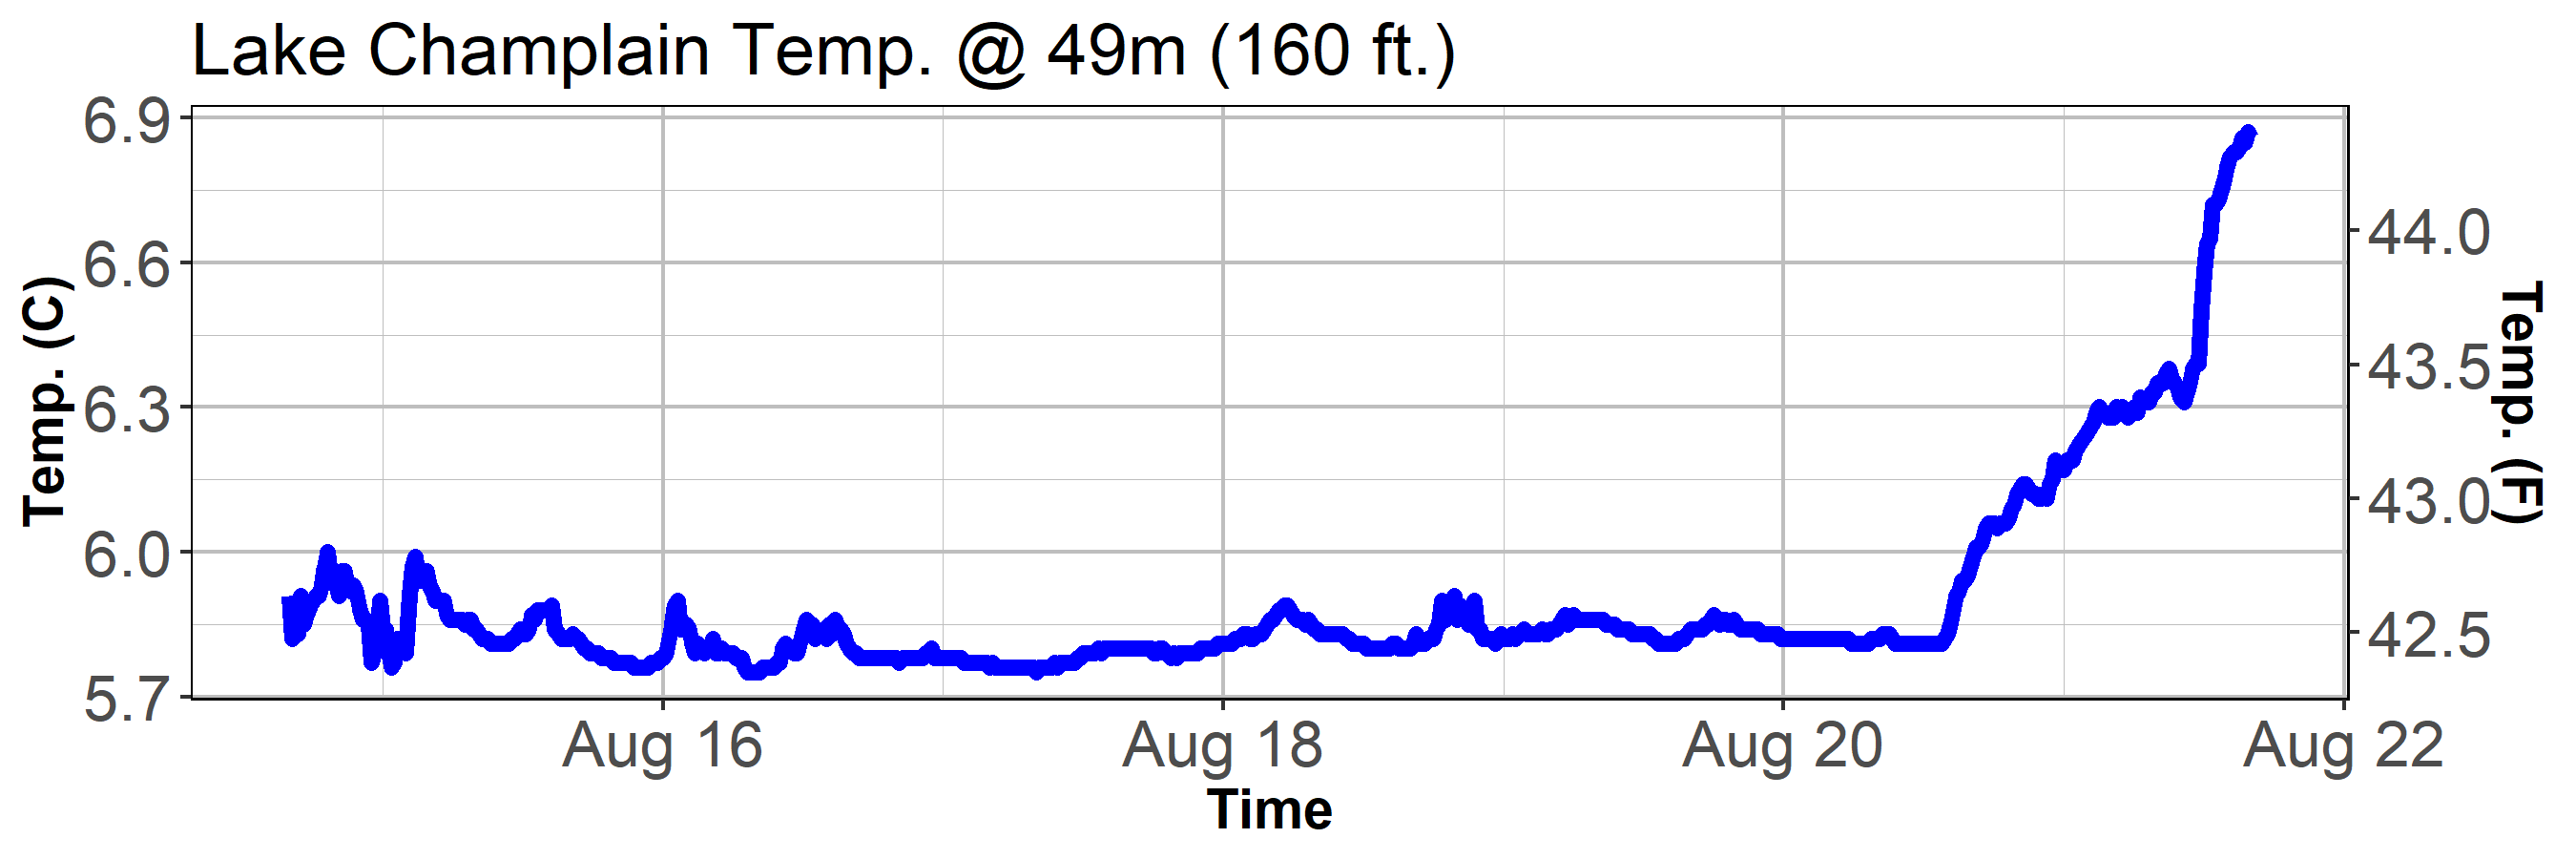 Lake Champlain Temp. @ 49m (160 ft.)
6.9
6.6
6.3
6.0
5.7
Temp. (C)
44.0
43.5
43.0
42.5
Temp. (F)
Aug 16
Aug 18
Aug 20
Aug 22
Time